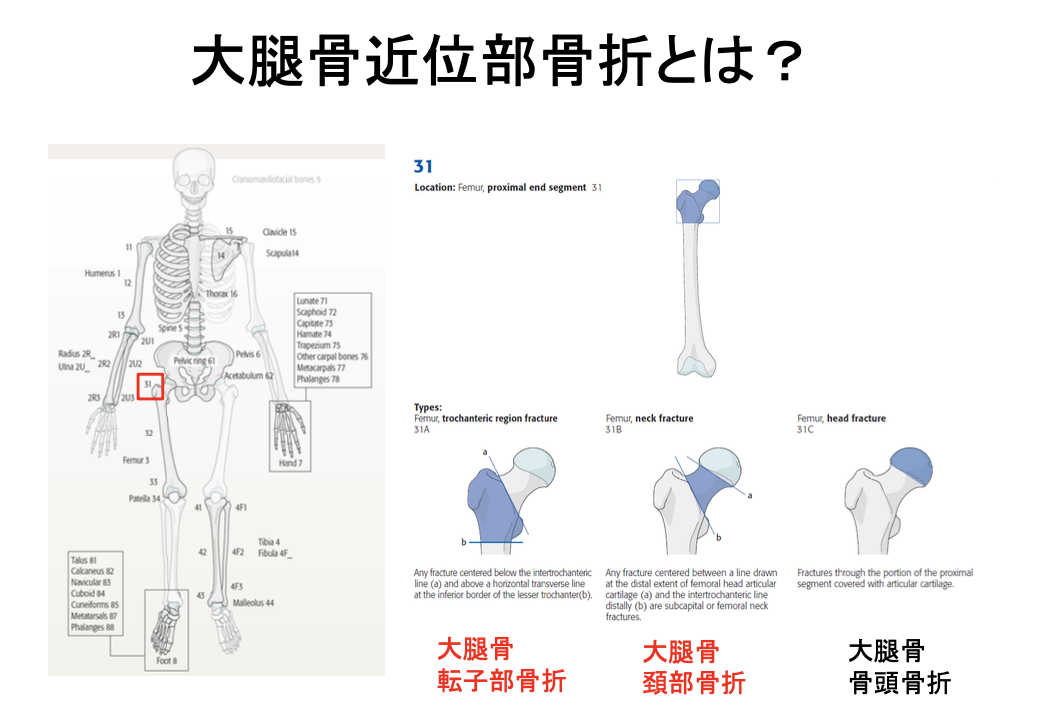 大腿骨近位部骨折とは？
Craniomaxillofacial bones 9
15
Clavicle 15
11
14
Scapula14
Humerus 1
12
Thorax 16
13
Spine 5
2R1
2U1
Lunate 71
Scaphoid 72
Capitate 73
Hamate 74
Trapezium 75
Other carpal bones 76
Metacarpals 77
Phalanges 78
Radius 2R_
Ulna 2U_
2R2
2U2
Pelvic ring 61
Pelvis 6
Acetabulum 62
31
2R3
2U3
32
Hand 7
Femur 3
33
Patella 34
41
4F1
42
4F2
Tibia 4
Fibula 4F_
4F3
43
Malleolus 44
Talus 81
Calcaneus 82
Navicular 83
Cuboid 84
Cuneiforms 85
Metatarsals 87
Phalanges 88
Foot 8
31
Location: Femur, proximal end segment 31
Types:
Femur, trochanteric region fracture
31A
a
b
Any fracture centered below the intertrochanteric
line (a) and above a horizontal transverse line
at the inferior border of the lesser trochanter(b).
大腿骨
転子部骨折
Femur, neck fracture
31B
a
b
Any fracture centered between a line drawn
at the distal extent of femoral head articular
cartilage (a) and the intertrochanteric line
distally (b) are subcapital or femoral neck
fractures.
大腿骨
頚部骨折
Femur, head fracture
31C
Fractures through the portion of the proximal
segment covered with articular cartilage.
大腿骨
骨頭骨折